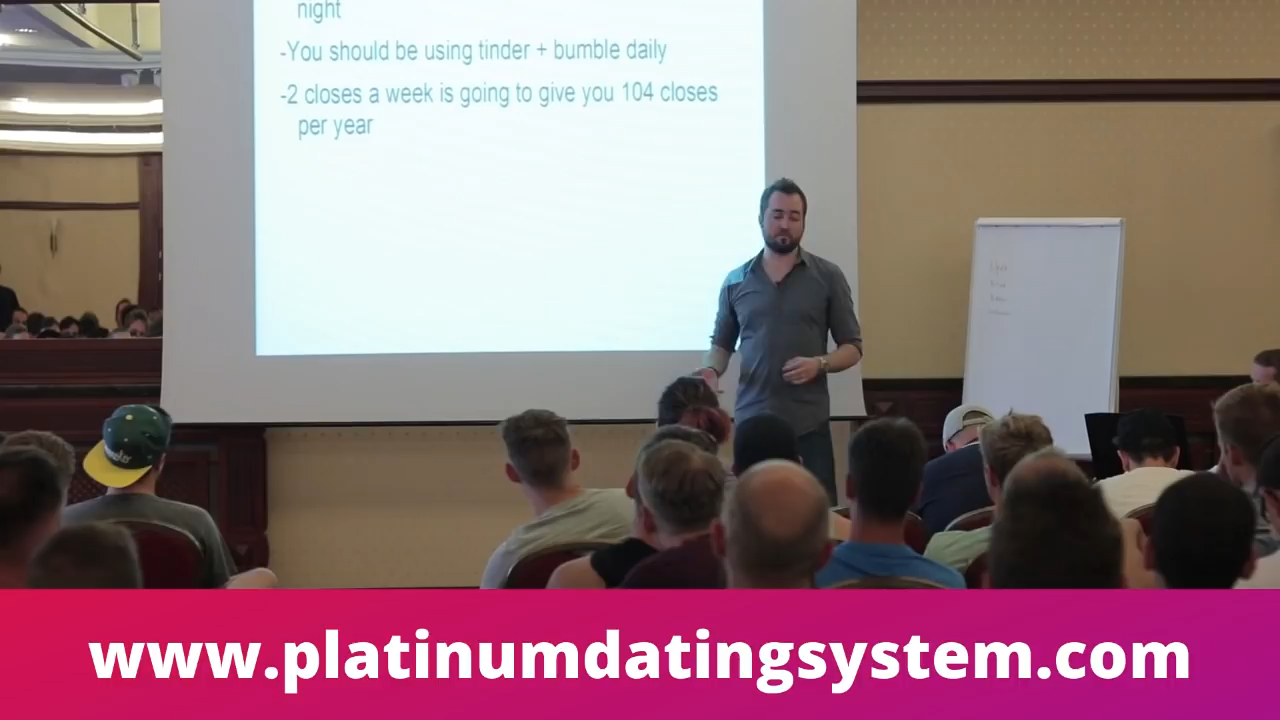 night
-You should be using tinder + bumble daily
-2 closes a week is going to give you 104 closes
per year
www.platinumdatingsystem.com